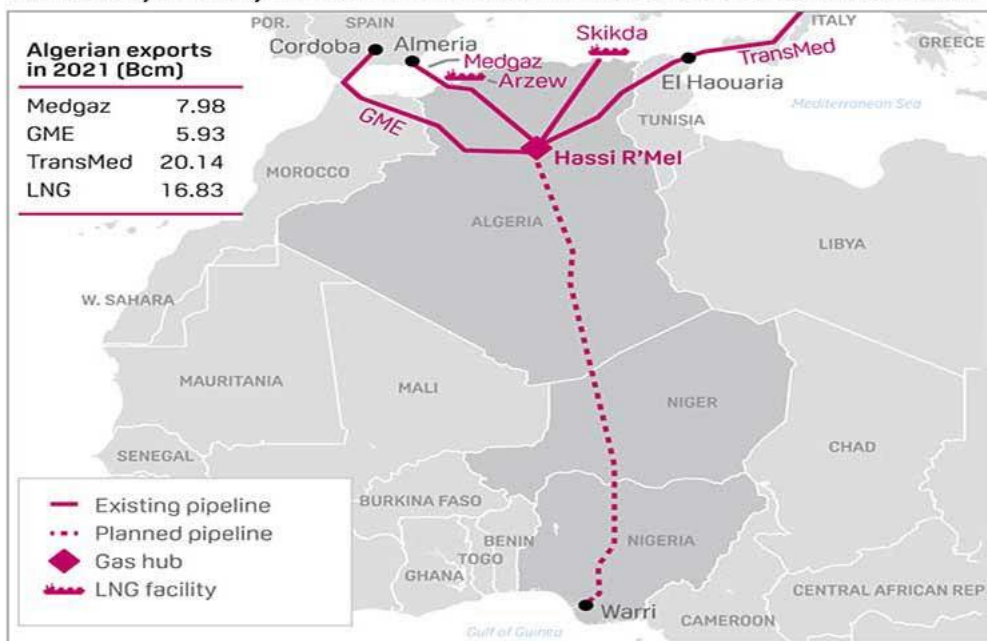 Algerian exports
in 2021 (Bcm)
Medgaz 7.98
GME 5.93
TransMed 20.14
LNG 16.83
POR.
SPAIN
Cordoba
Almeria
Medgaz
Arzew
Skikda
ITALY
GREECE
TransMed
El Haouaria
Mediterranean Sea
GME
TUNISIA
Hassi R'Mel
MOROCCO
ALGERIA
LIBYA
W. SAHARA
MAURITANIA
MALI
NIGER
CHAD
SENEGAL
BURKINA FASO
BENIN
TOGO
GHANA
NIGERIA
CENTRAL AFRICAN REP
CAMEROON
Warri
Gulf of Guinea
Existing pipeline
Planned pipeline
Gas hub
LNG facility